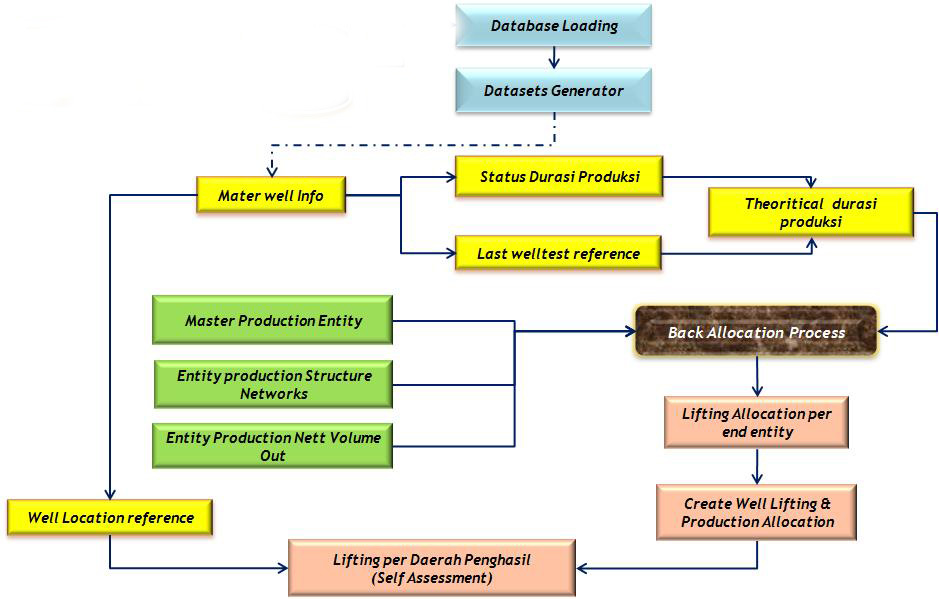 Database Loading
Datasets Generator
Mater well Info
Status Durasi Produksi
Theoritical durasi
produksi
Last welltest reference
Master Production Entity
Back Allocation Process
Entity production Structure
Networks
Lifting Allocation per
end entity
Entity Production Nett Volume
Out
Well Location reference
Create Well Lifting &
Production Allocation
Lifting per Daerah Penghasil
(Self Assessment)